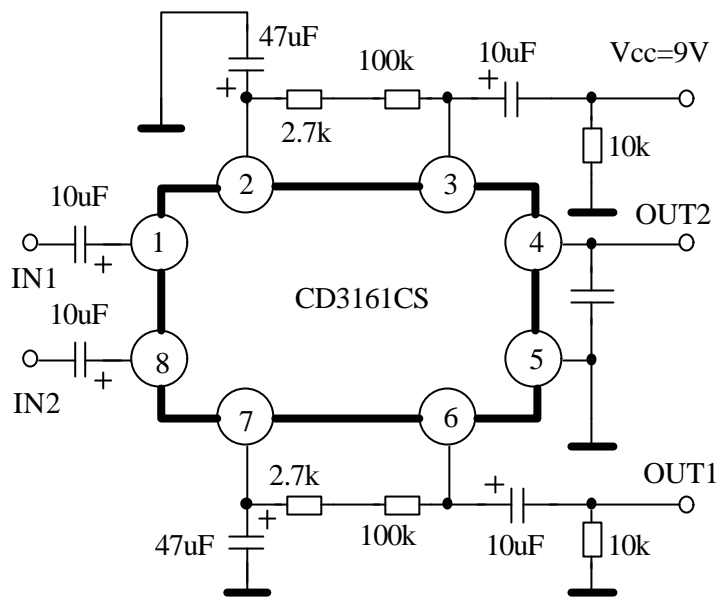 47uF
10uF
Vcc=9V
100k
+
+
2.7k
10k
2
3
10uF
OUT2
1
4
+
IN1
CD3161CS
10uF
8
5
+
IN2
7
6
2.7k
OUT1
+
+
47uF
100k
10uF
10k